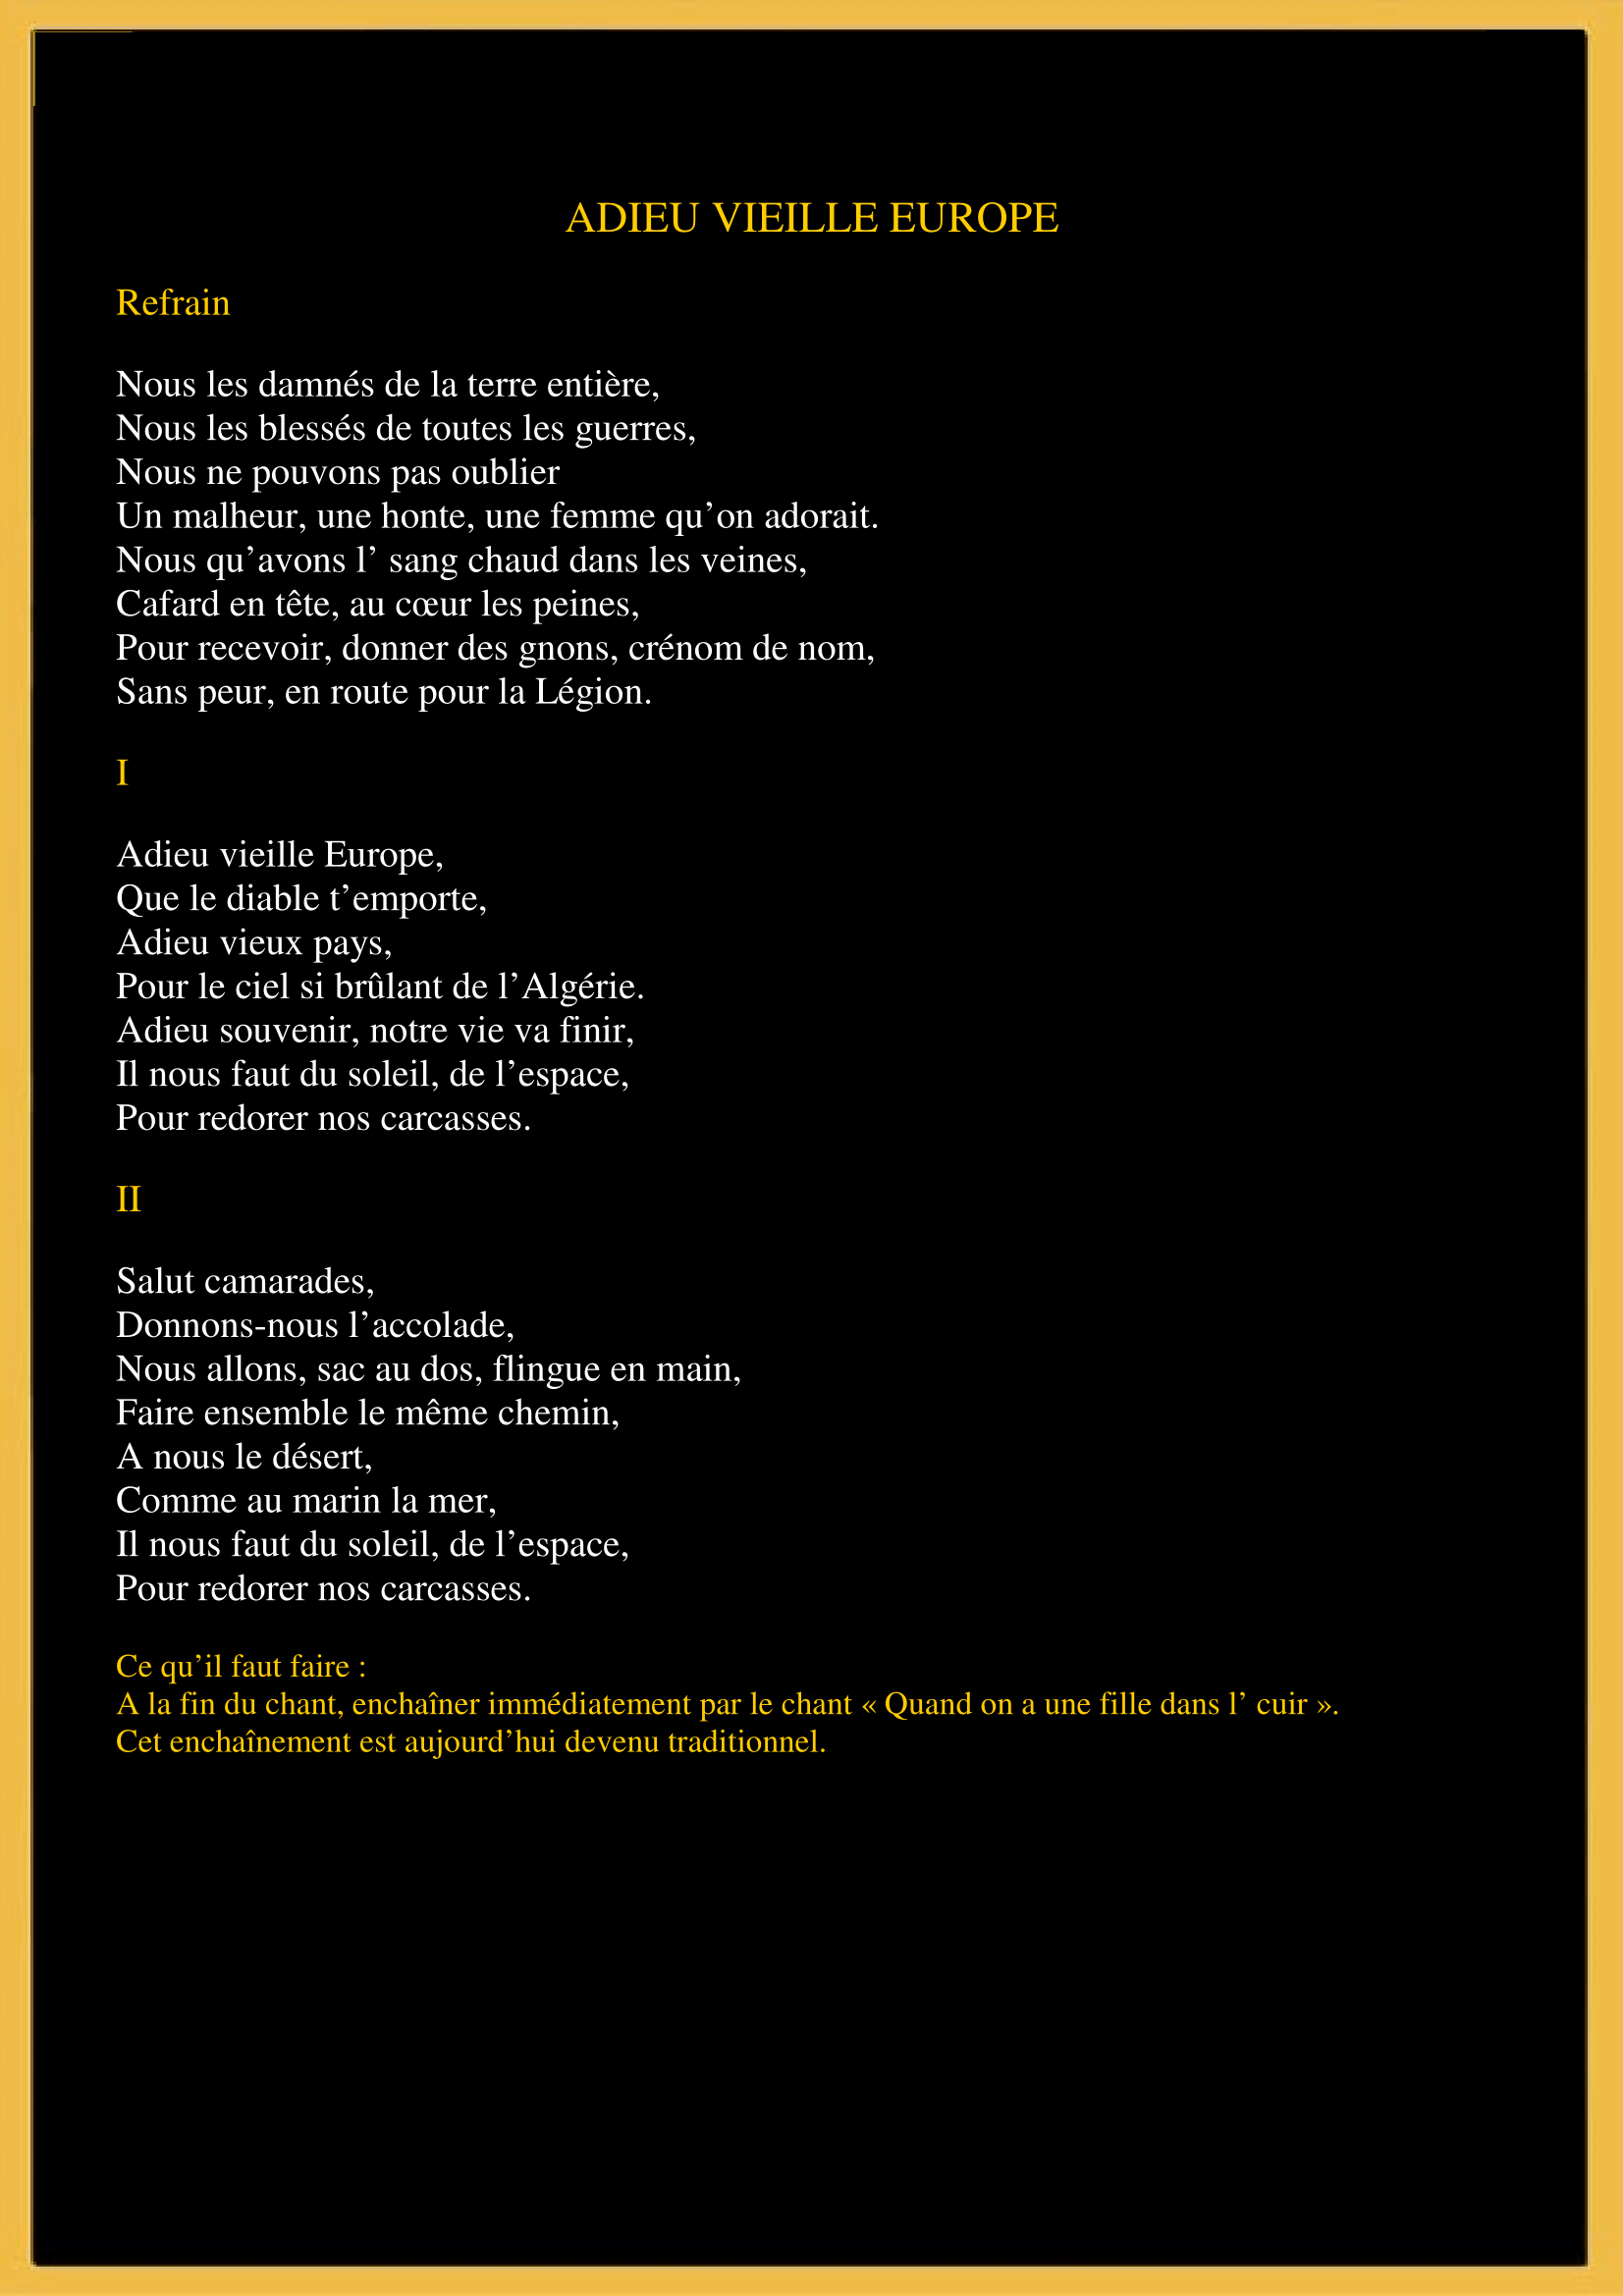 ADIEU VIEILLE EUROPE
Refrain
Nous les damnés de la terre entière,
Nous les blessés de toutes les guerres,
Nous ne pouvons pas oublier
Un malheur, une honte, une femme qu’on adorait.
Nous qu’avons l’ sang chaud dans les veines,
Cafard en tête, au cœur les peines,
Pour recevoir, donner des gnons, crénom de nom,
Sans peur, en route pour la Légion.
I
Adieu vieille Europe,
Que le diable t’emporte,
Adieu vieux pays,
Pour le ciel si brûlant de l’Algérie.
Adieu souvenir, notre vie va finir,
Il nous faut du soleil, de l’espace,
Pour redorer nos carcasses.
II
Salut camarades,
Donnons-nous l’accolade,
Nous allons, sac au dos, flingue en main,
Faire ensemble le même chemin,
A nous le désert,
Comme au marin la mer,
Il nous faut du soleil, de l’espace,
Pour redorer nos carcasses.
Ce qu’il faut faire :
A la fin du chant, enchaîner immédiatement par le chant « Quand on a une fille dans l’ cuir ».
Cet enchaînement est aujourd’hui devenu traditionnel.